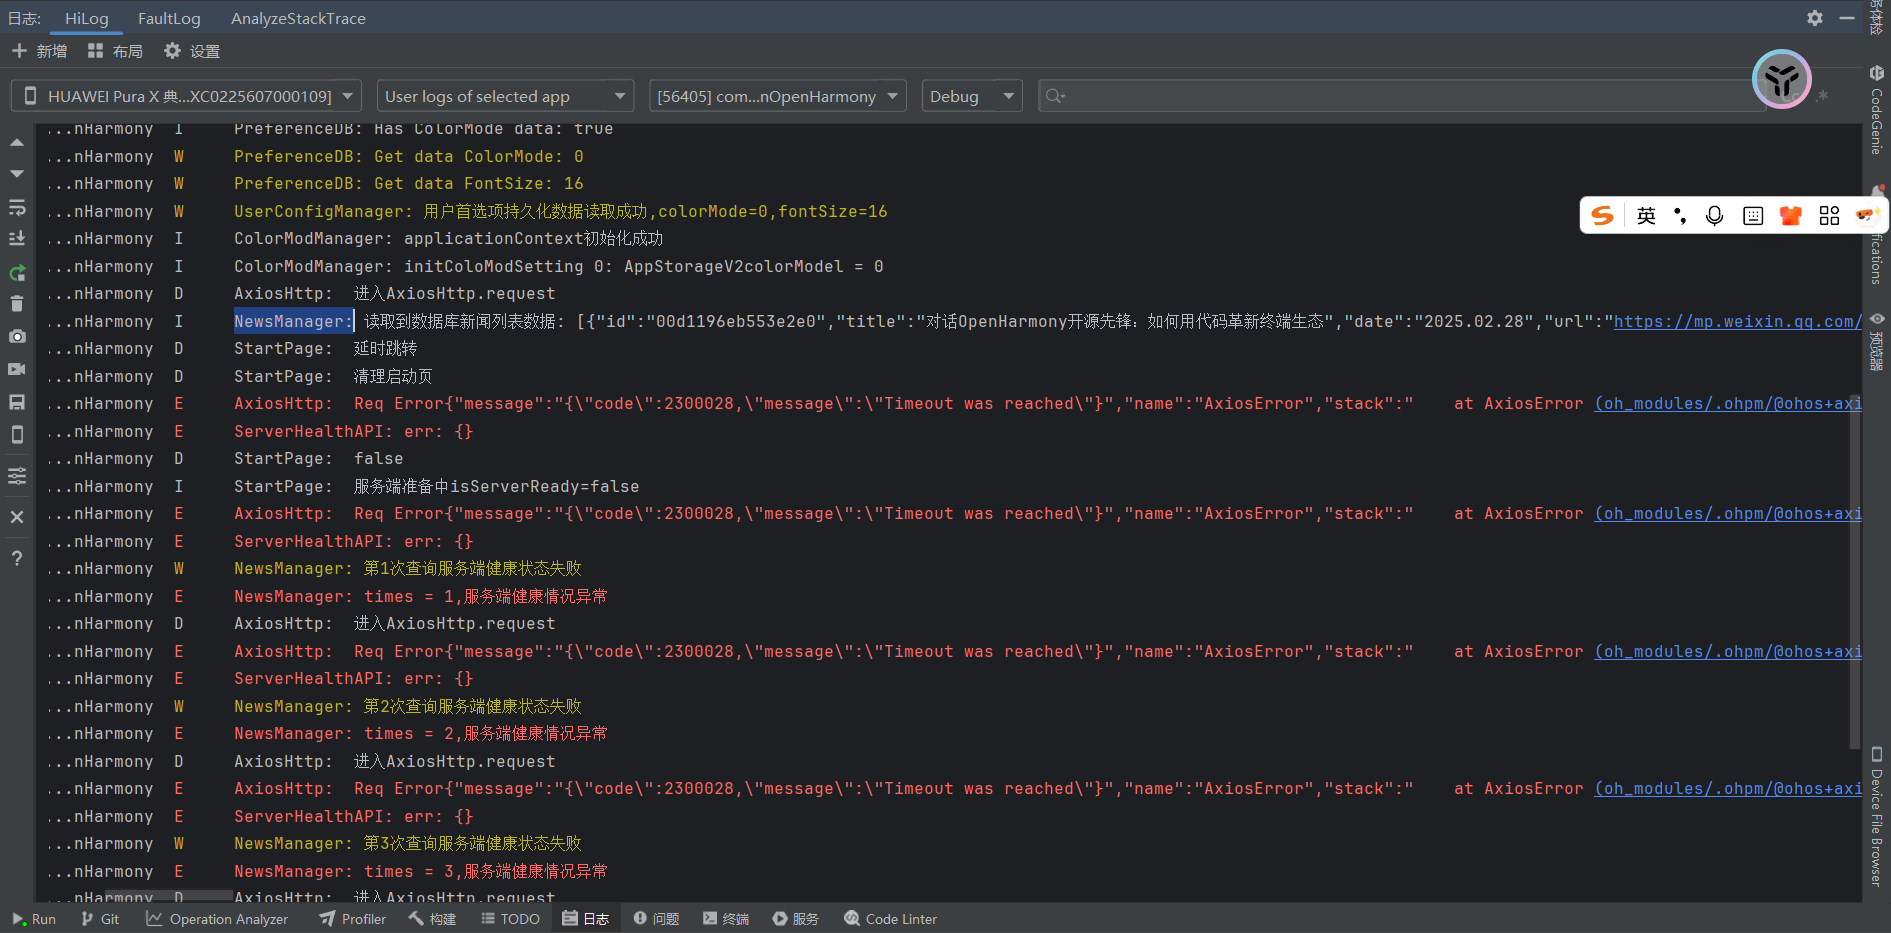 日志: HiLog FaultLog AnalyzeStackTrace
新增 布局 设置
HUAWEI Pura X 典...XC0225607000109] User logs of selected app [56405] com...nOpenHarmony Debug
...nHarmony I PreferenceDB: Has ColorMode data: true
...nHarmony W PreferenceDB: Get data ColorMode: 0
...nHarmony W PreferenceDB: Get data FontSize: 16
...nHarmony W UserConfigManager: 用户首选项持久化数据读取成功,colorMode=0,fontSize=16
...nHarmony I ColorModManager: applicationContext初始化成功
...nHarmony I ColorModManager: initColoModSetting 0: AppStorageV2colorModel = 0
...nHarmony D AxiosHttp: 进入AxiosHttp.request
...nHarmony I NewsManager: 读取到数据库新闻列表数据: [{"id":"00d1196eb553e2e0","title":"对话OpenHarmony开源先锋：如何用代码革新终端生态","date":"2025.02.28","url":"https://mp.weixin.qq.com/
...nHarmony D StartPage: 延时跳转
...nHarmony D StartPage: 清理启动页
...nHarmony E AxiosHttp: Req Error{"message":"{\"code\":2300028,\"message\":\"Timeout was reached\"}","name":"AxiosError","stack":" at AxiosError (oh_modules/.ohpm/@ohos+axi
...nHarmony E ServerHealthAPI: err: {}
...nHarmony D StartPage: false
...nHarmony I StartPage: 服务端准备中isServerReady=false
...nHarmony E AxiosHttp: Req Error{"message":"{\"code\":2300028,\"message\":\"Timeout was reached\"}","name":"AxiosError","stack":" at AxiosError (oh_modules/.ohpm/@ohos+axi
...nHarmony E ServerHealthAPI: err: {}
...nHarmony W NewsManager: 第1次查询服务端健康状态失败
...nHarmony E NewsManager: times = 1,服务端健康情况异常
...nHarmony D AxiosHttp: 进入AxiosHttp.request
...nHarmony E AxiosHttp: Req Error{"message":"{\"code\":2300028,\"message\":\"Timeout was reached\"}","name":"AxiosError","stack":" at AxiosError (oh_modules/.ohpm/@ohos+axi
...nHarmony E ServerHealthAPI: err: {}
...nHarmony W NewsManager: 第2次查询服务端健康状态失败
...nHarmony E NewsManager: times = 2,服务端健康情况异常
...nHarmony D AxiosHttp: 进入AxiosHttp.request
...nHarmony E AxiosHttp: Req Error{"message":"{\"code\":2300028,\"message\":\"Timeout was reached\"}","name":"AxiosError","stack":" at AxiosError (oh_modules/.ohpm/@ohos+axi
...nHarmony E ServerHealthAPI: err: {}
...nHarmony W NewsManager: 第3次查询服务端健康状态失败
...nHarmony E NewsManager: times = 3,服务端健康情况异常
...nHarmony D AxiosHttp: 进入AxiosHttp.request
Run Git Operation Analyzer Profiler 构建 TODO 日志 问题 终端 服务 Code Linter
英
CodeGenie
预览器
Device File Browser